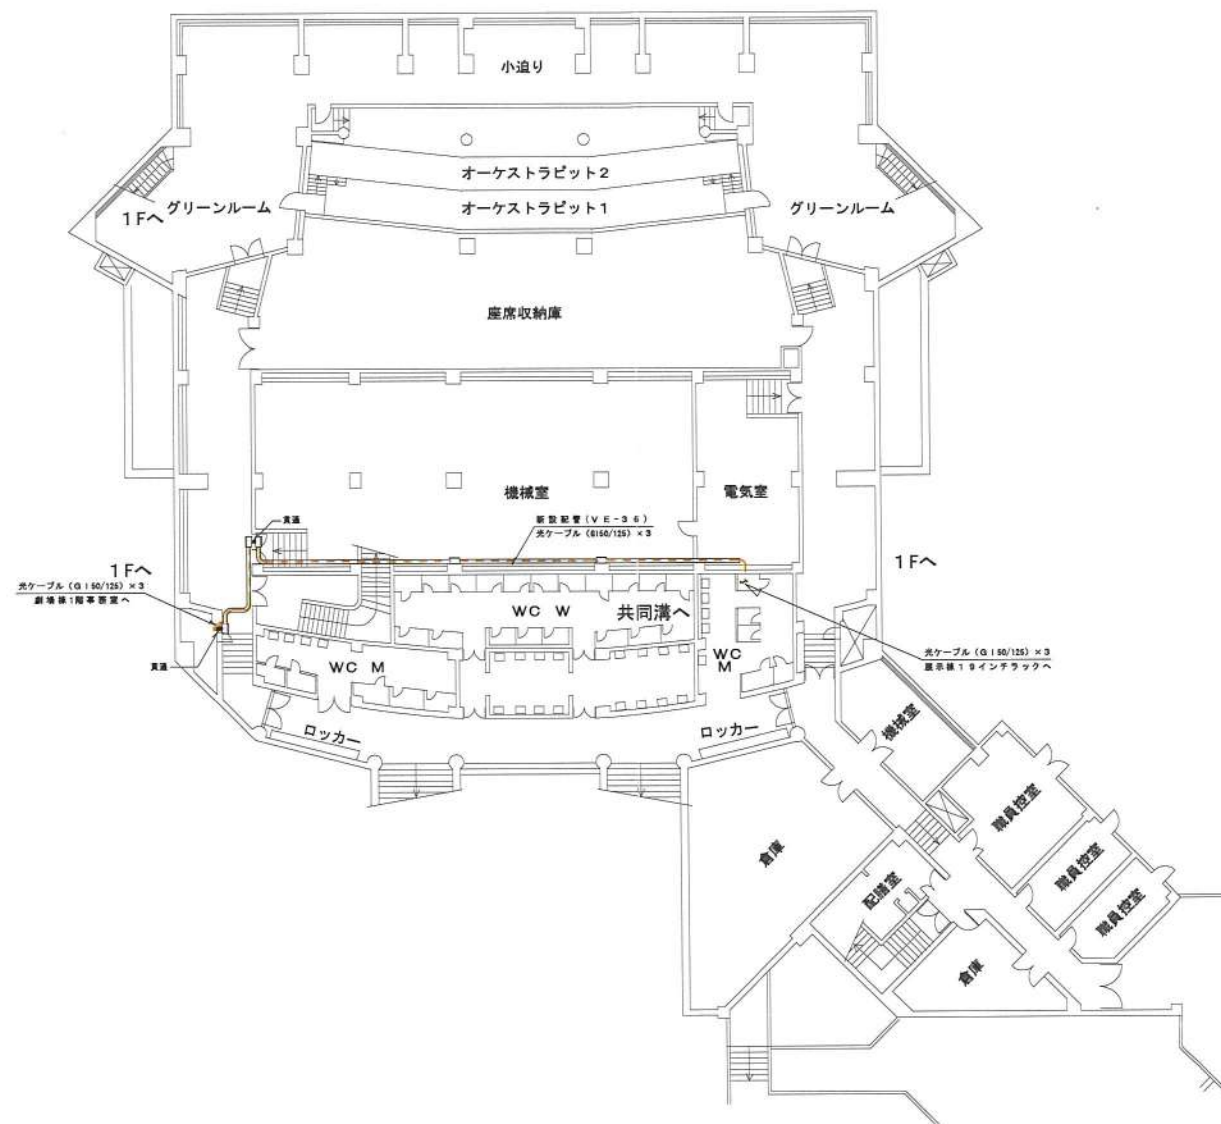 小迫り
オーケストラピット2
オーケストラピット1
グリーンルーム
1Fへ
グリーンルーム
座席収納庫
機械室
電気室
貫通
新設配管(VE-36)
光ケーブル(GI50/125)×3
1Fへ
光ケーブル(GI50/125)×3
劇場棟1階事務室へ
貫通
1Fへ
WC W
共同溝へ
WC M
WC
M
光ケーブル(GI50/125)×3
展示棟19インチラックへ
ロッカー
ロッカー
機械室
職員控室
職員控室
職員控室
倉庫
配膳室
倉庫